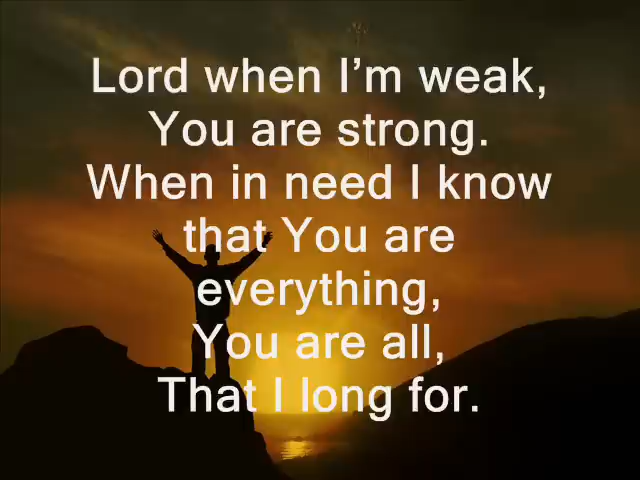 Lord when I’m weak,
You are strong.
When in need I know
that You are
everything,
You are all,
That I long for.